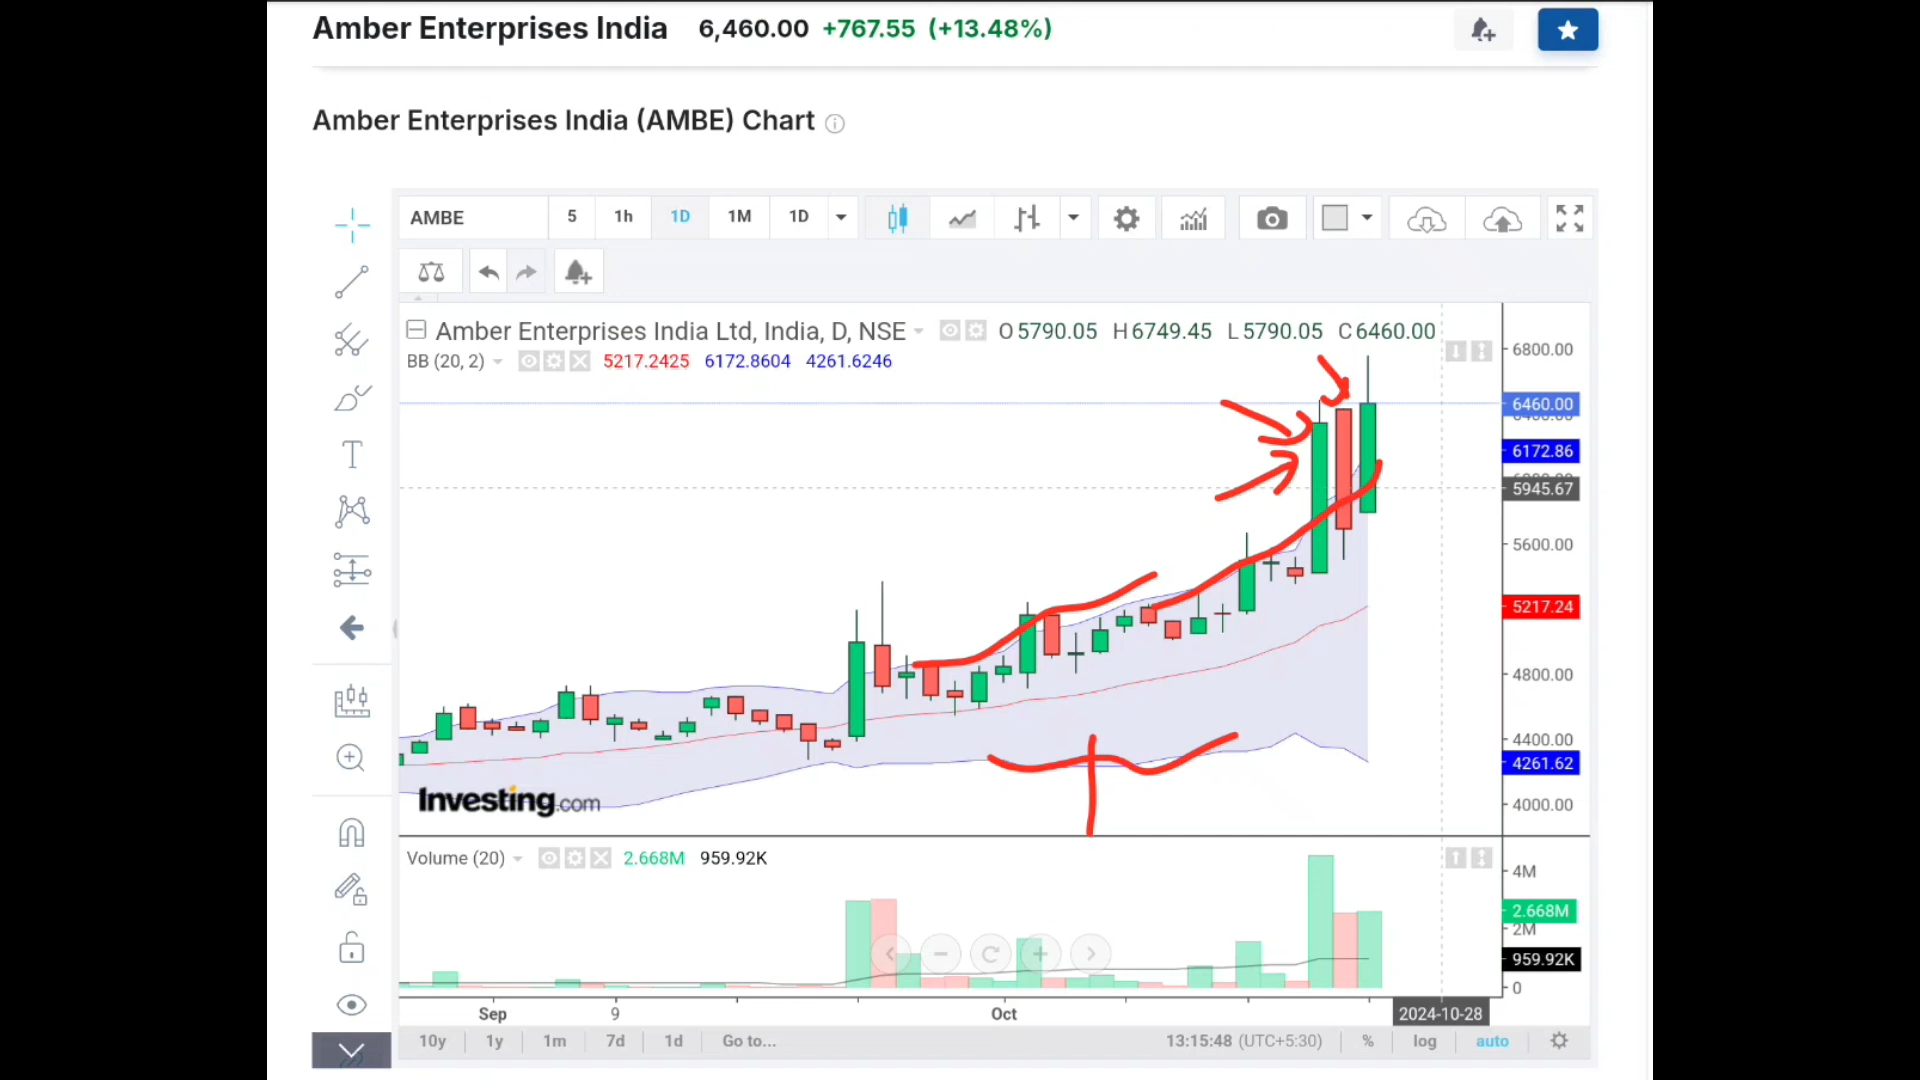 Amber Enterprises India 6,460.00 +767.55 (+13.48%)
Amber Enterprises India (AMBE) Chart
AMBE 5 1h 1D 1M 1D
Amber Enterprises India Ltd, India, D, NSE O5790.05 H6749.45 L5790.05 C6460.00
BB (20, 2) 5217.2425 6172.8604 4261.6246
6800.00
6460.00
6172.86
5945.67
5600.00
5217.24
4800.00
4400.00
4261.62
4000.00
Investing.com
Volume (20) 2.668M 959.92K
4M
2.668M
2M
959.92K
0
Sep 9 Oct 2024-10-28
10y 1y 1m 7d 1d Go to... 13:15:48 (UTC+5:30) % log auto